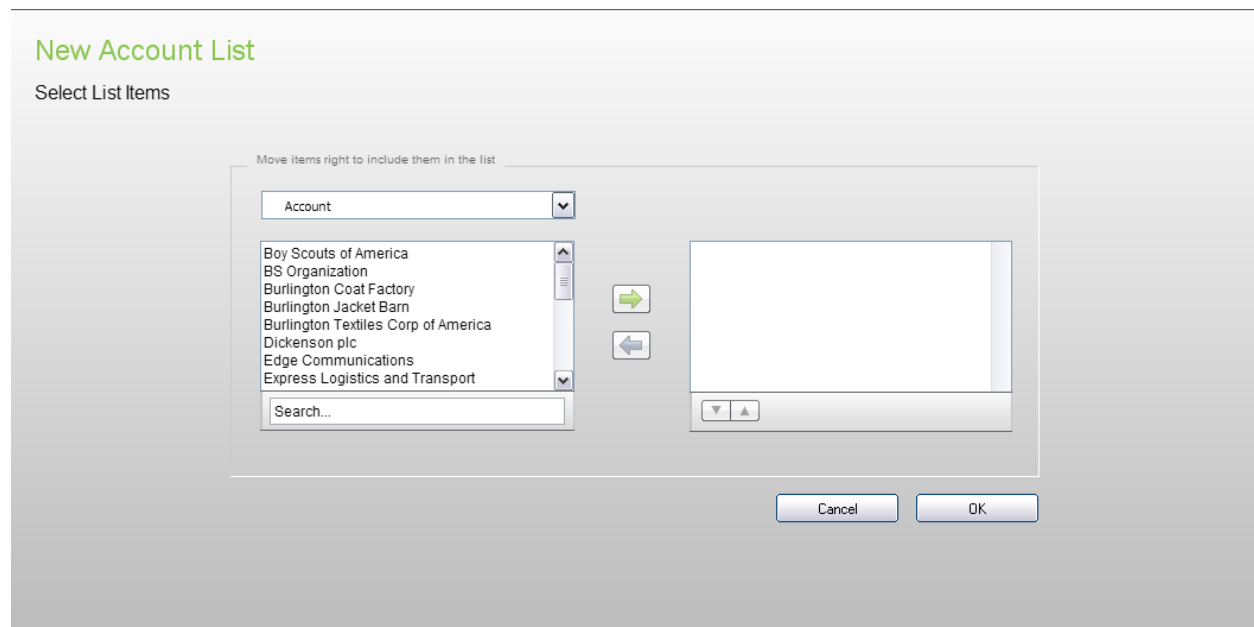 New Account List
Select List Items
Move items right to include them in the list
Account
Boy Scouts of America
BS Organization
Burlington Coat Factory
Burlington Jacket Barn
Burlington Textiles Corp of America
Dickenson plc
Edge Communications
Express Logistics and Transport
Search...
Cancel
OK